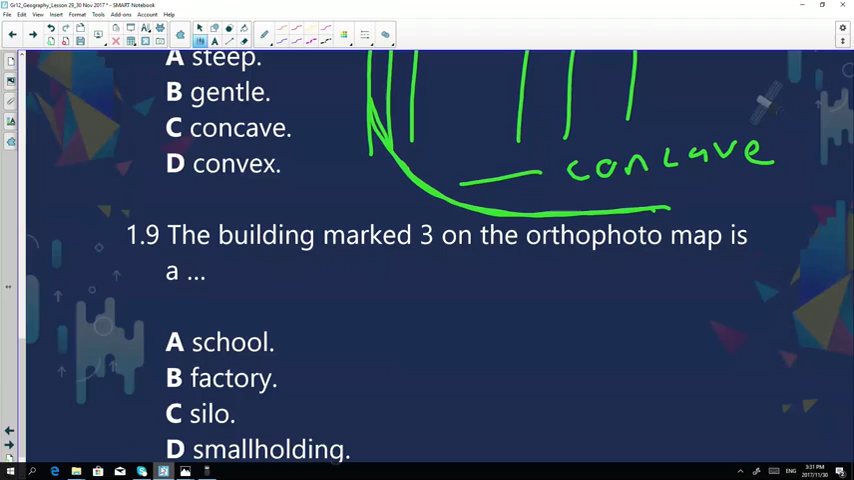 Gr12_Geography_Lesson 29_30 Nov 2017 * - SMART Notebook
File Edit View Insert Format Tools Add-ons Account Help
A steep.
B gentle.
C concave.
D convex.
concave
1.9 The building marked 3 on the orthophoto map is
a ...
A school.
B factory.
C silo.
D smallholding.
ENG
3:31 PM
2017/11/30